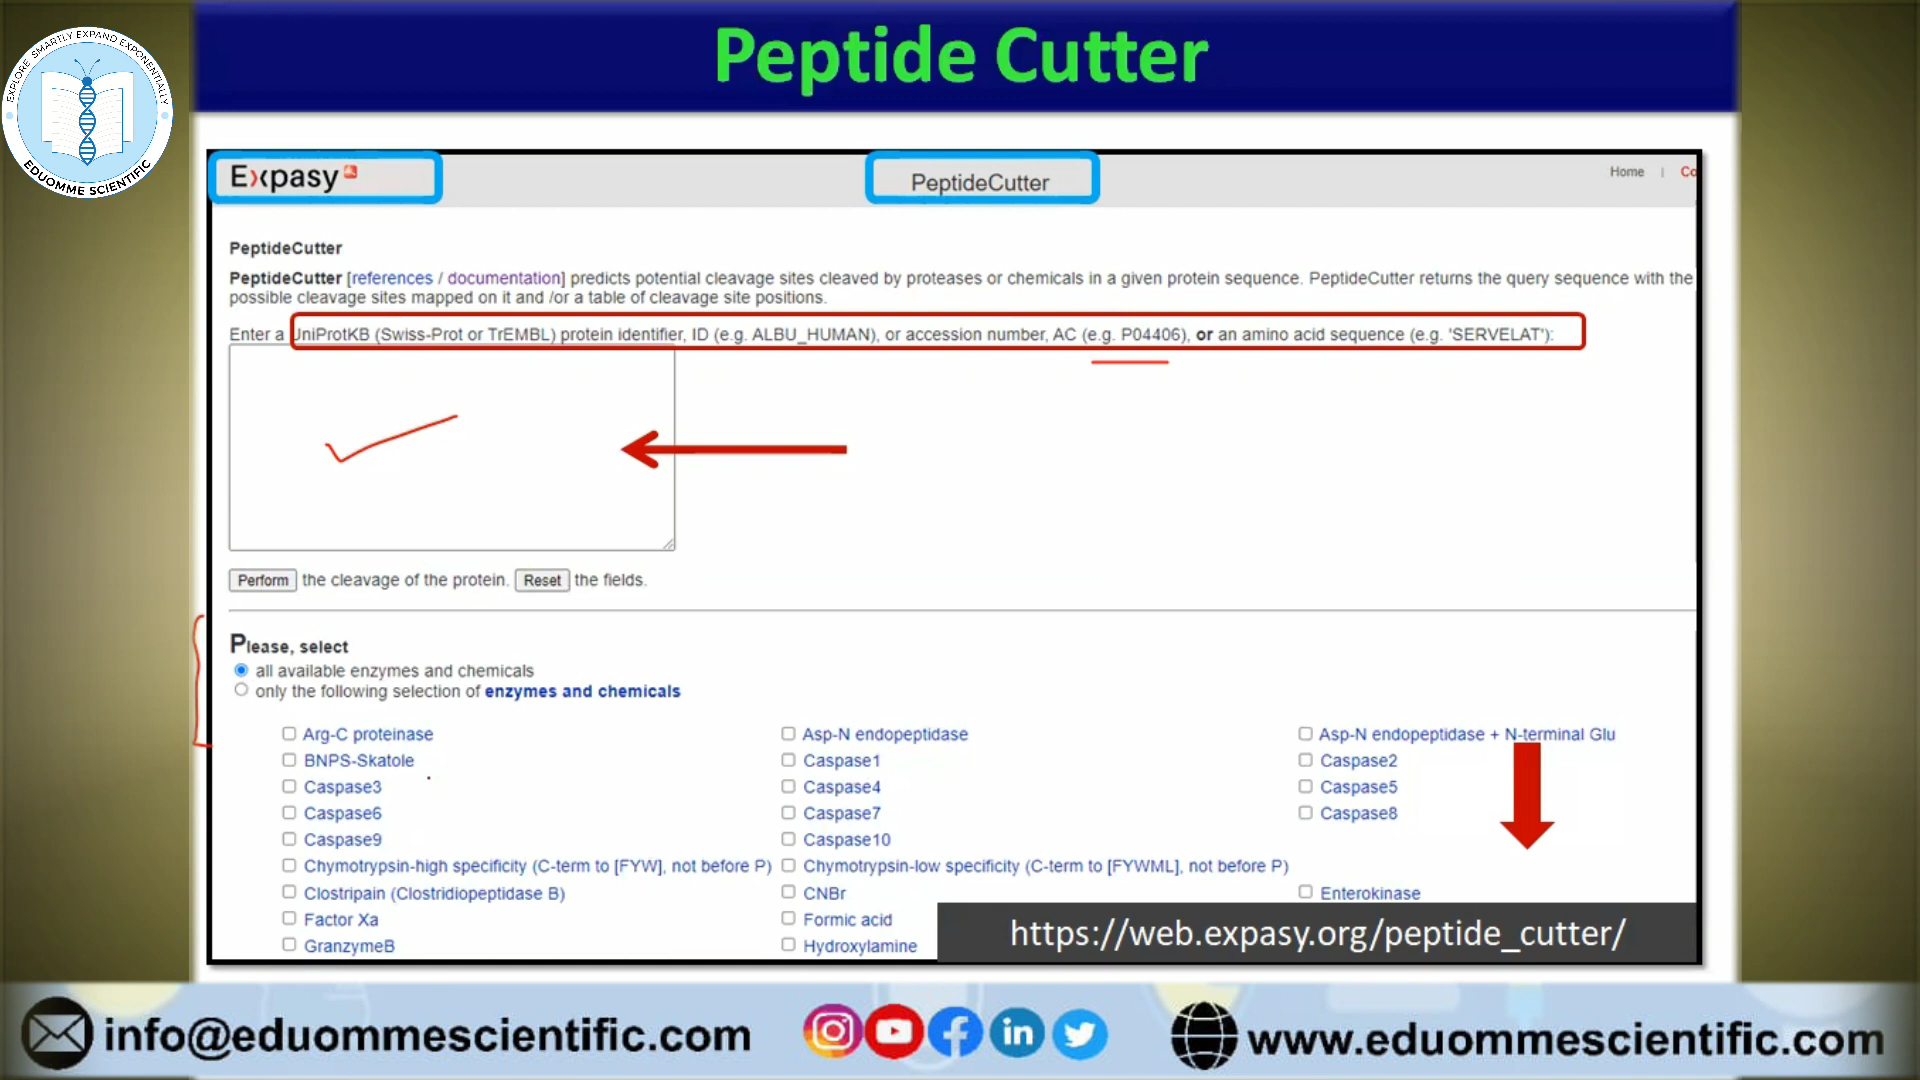 Peptide Cutter
EXPLORE SMARTLY EXPAND EXPONENTIALLY
EDUOMME SCIENTIFIC
Expasy
PeptideCutter
Home | Co
PeptideCutter
PeptideCutter [references / documentation] predicts potential cleavage sites cleaved by proteases or chemicals in a given protein sequence. PeptideCutter returns the query sequence with the
possible cleavage sites mapped on it and /or a table of cleavage site positions.
Enter a UniProtKB (Swiss-Prot or TrEMBL) protein identifier, ID (e.g. ALBU_HUMAN), or accession number, AC (e.g. P04406), or an amino acid sequence (e.g. 'SERVELAT'):
Perform the cleavage of the protein. Reset the fields.
Please, select
all available enzymes and chemicals
only the following selection of enzymes and chemicals
Arg-C proteinase Asp-N endopeptidase Asp-N endopeptidase + N-terminal Glu
BNPS-Skatole Caspase1 Caspase2
Caspase3 Caspase4 Caspase5
Caspase6 Caspase7 Caspase8
Caspase9 Caspase10
Chymotrypsin-high specificity (C-term to [FYW], not before P) Chymotrypsin-low specificity (C-term to [FYWML], not before P)
Clostripain (Clostridiopeptidase B) CNBr Enterokinase
Factor Xa Formic acid
GranzymeB Hydroxylamine
https://web.expasy.org/peptide_cutter/
info@eduommescientific.com
www.eduommescientific.com